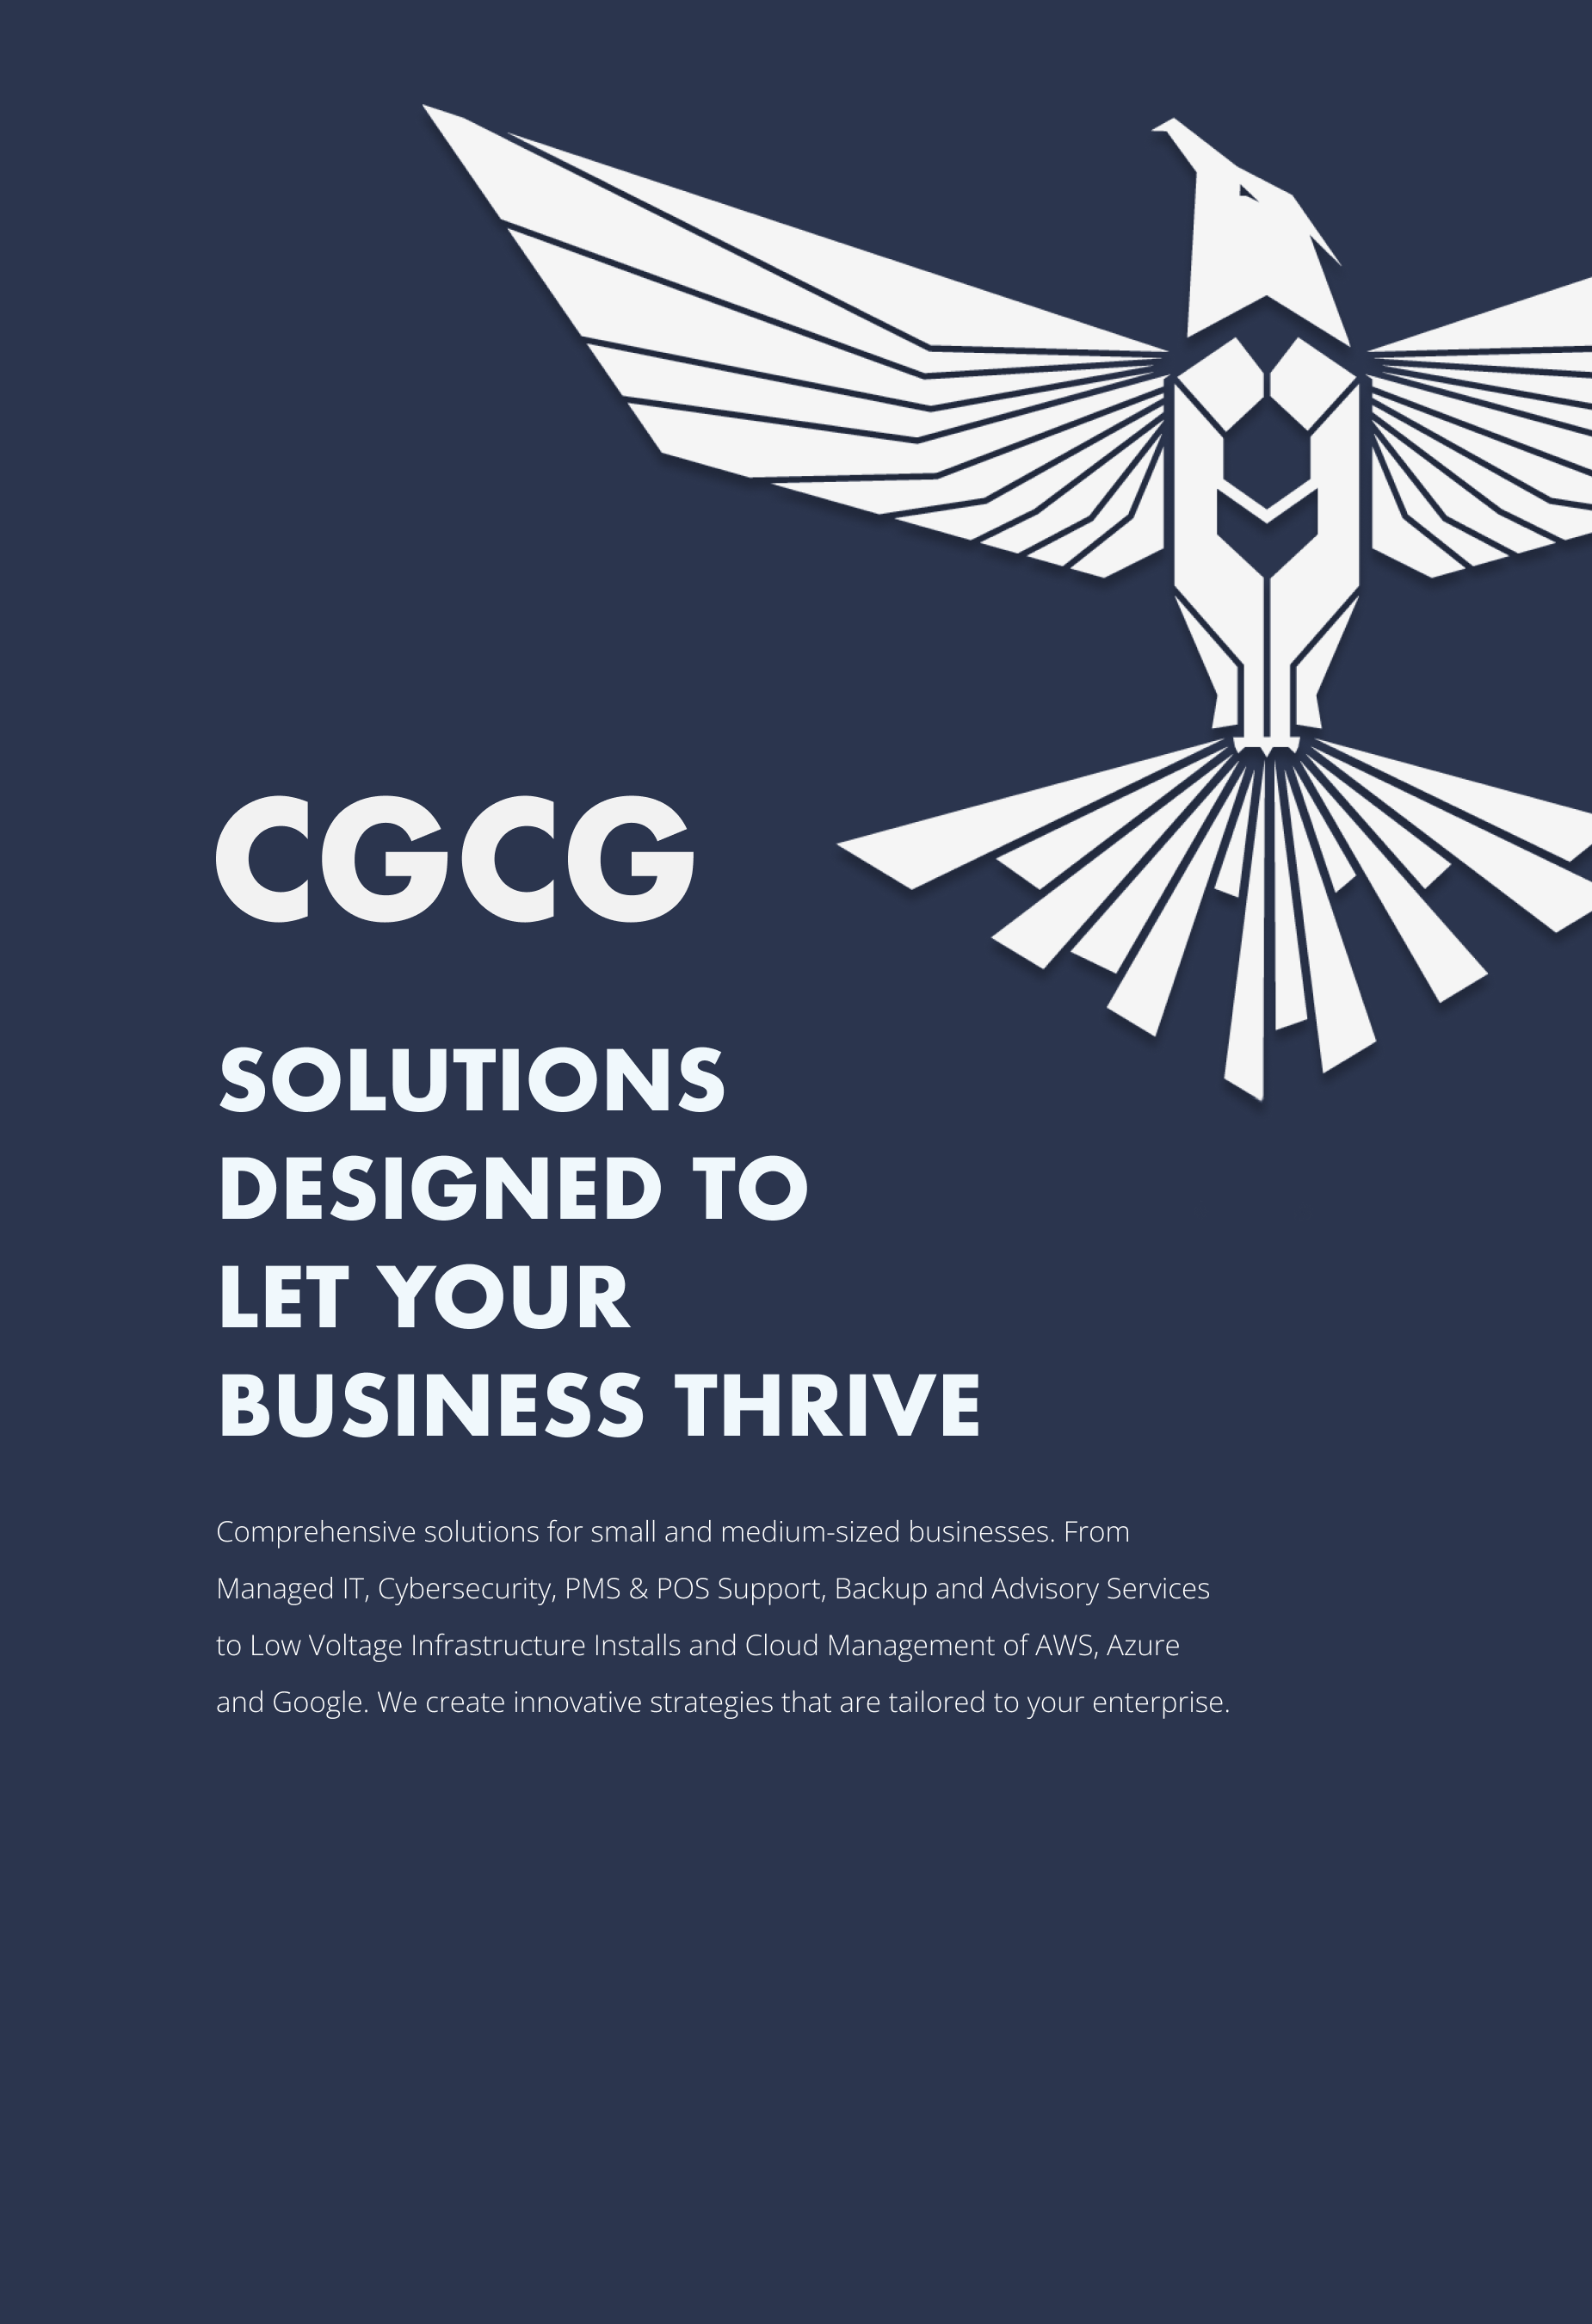 CGCG
SOLUTIONS
DESIGNED TO
LET YOUR
BUSINESS THRIVE
Comprehensive solutions for small and medium-sized businesses. From
Managed IT, Cybersecurity, PMS & POS Support, Backup and Advisory Services
to Low Voltage Infrastructure Installs and Cloud Management of AWS, Azure
and Google. We create innovative strategies that are tailored to your enterprise.